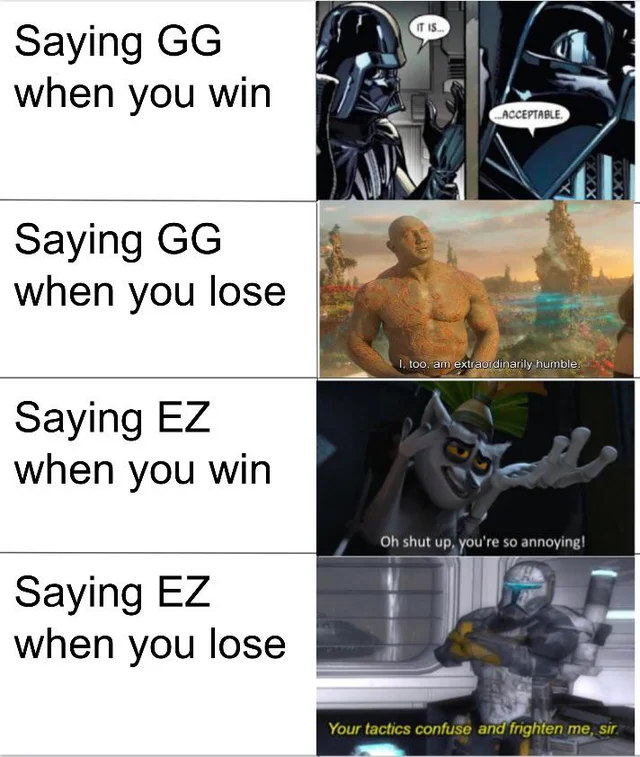 Saying GG
when you win
IT IS...
...ACCEPTABLE.
Saying GG
when you lose
I, too, am extraordinarily humble.
Saying EZ
when you win
Oh shut up, you're so annoying!
Saying EZ
when you lose
Your tactics confuse and frighten me, sir.